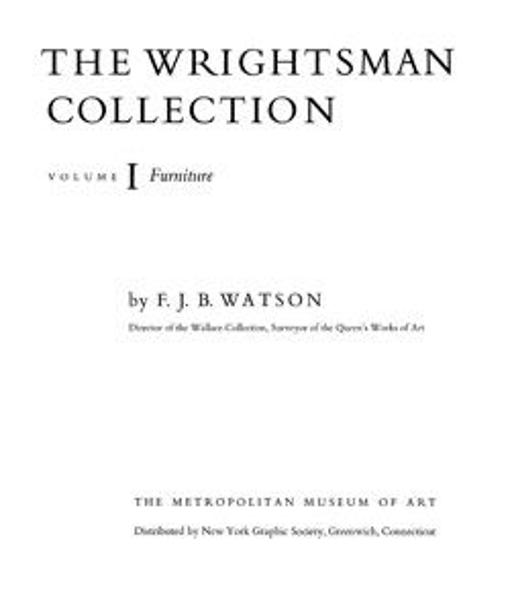 THE WRIGHTSMAN
COLLECTION
VOLUME I Furniture
by F. J. B. WATSON
Director of the Wallace Collection, Surveyor of the Queen's Works of Art
THE METROPOLITAN MUSEUM OF ART
Distributed by New York Graphic Society, Greenwich, Connecticut